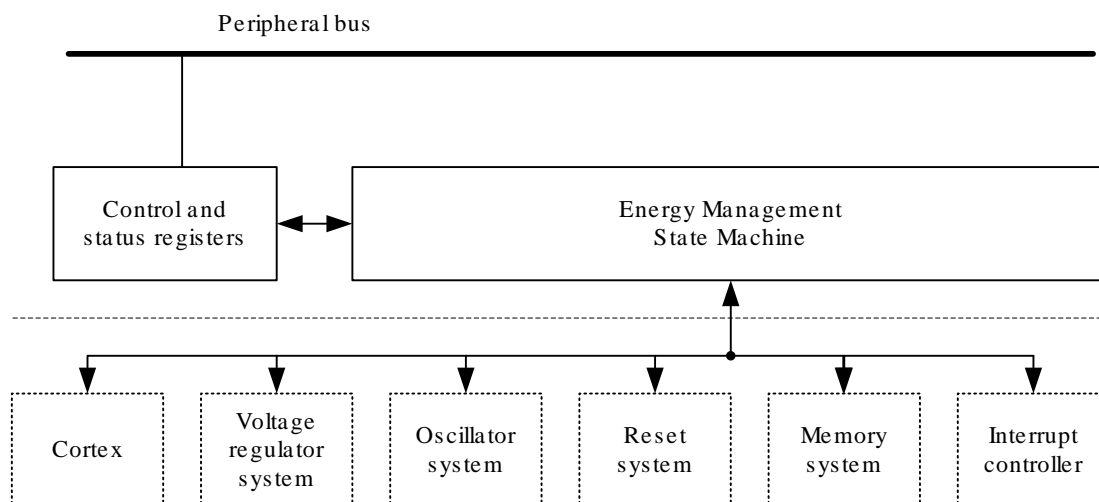 Peripheral bus
Control and
status registers
Energy Management
State Machine
Cortex
Voltage
regulator
system
Oscillator
system
Reset
system
Memory
system
Interrupt
controller